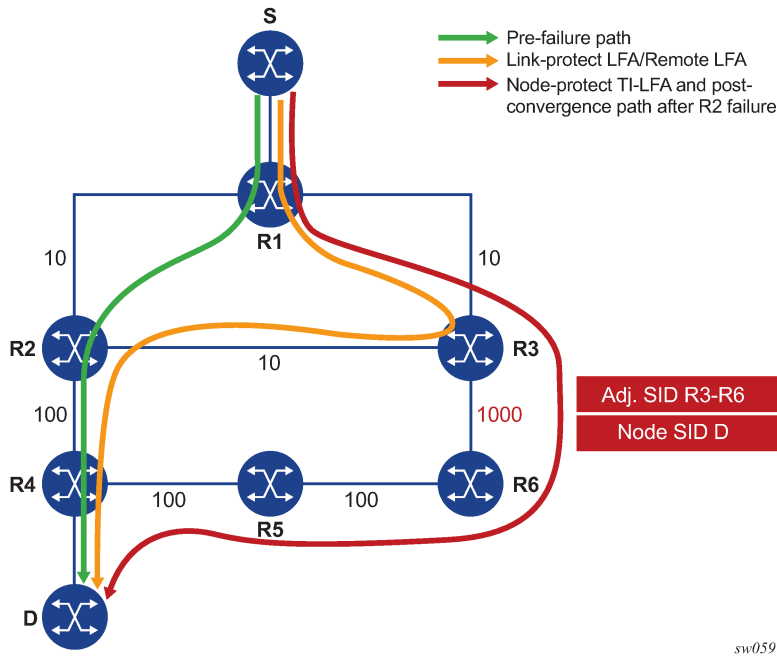 S
Pre-failure path
Link-protect LFA/Remote LFA
Node-protect TI-LFA and post-
convergence path after R2 failure
R1
10
10
R2
R3
10
100
1000
Adj. SID R3-R6
Node SID D
R4
R6
100
100
R5
D
sw059